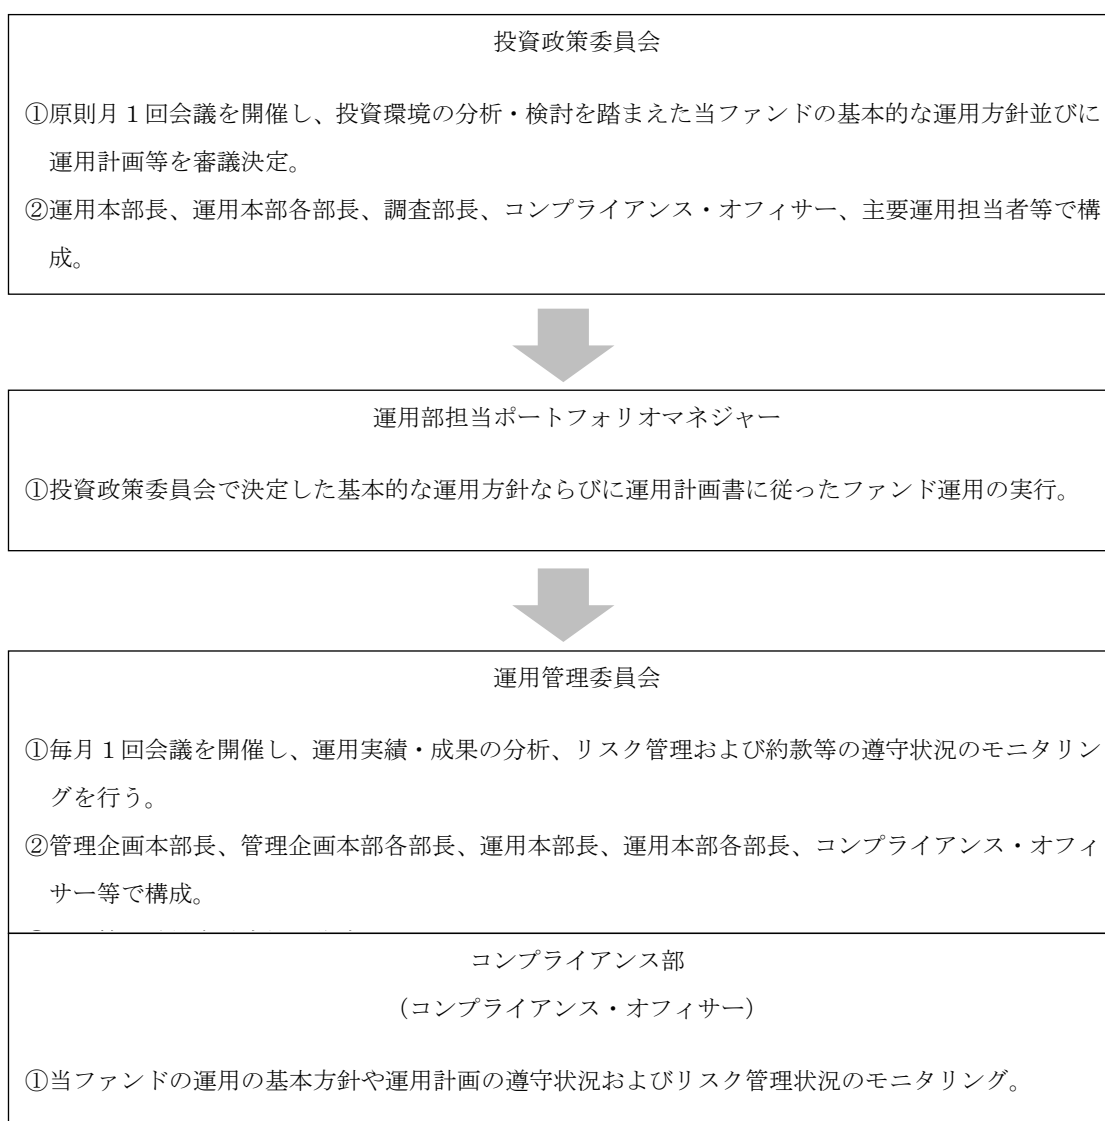 投資政策委員会
①原則月１回会議を開催し、投資環境の分析・検討を踏まえた当ファンドの基本的な運用方針並びに
運用計画等を審議決定。
②運用本部長、運用本部各部長、調査部長、コンプライアンス・オフィサー、主要運用担当者等で構
成。
運用部担当ポートフォリオマネジャー
①投資政策委員会で決定した基本的な運用方針ならびに運用計画書に従ったファンド運用の実行。
運用管理委員会
①毎月１回会議を開催し、運用実績・成果の分析、リスク管理および約款等の遵守状況のモニタリン
グを行う。
②管理企画本部長、管理企画本部各部長、運用本部長、運用本部各部長、コンプライアンス・オフィ
サー等で構成。
コンプライアンス部
（コンプライアンス・オフィサー）
①当ファンドの運用の基本方針や運用計画の遵守状況およびリスク管理状況のモニタリング。